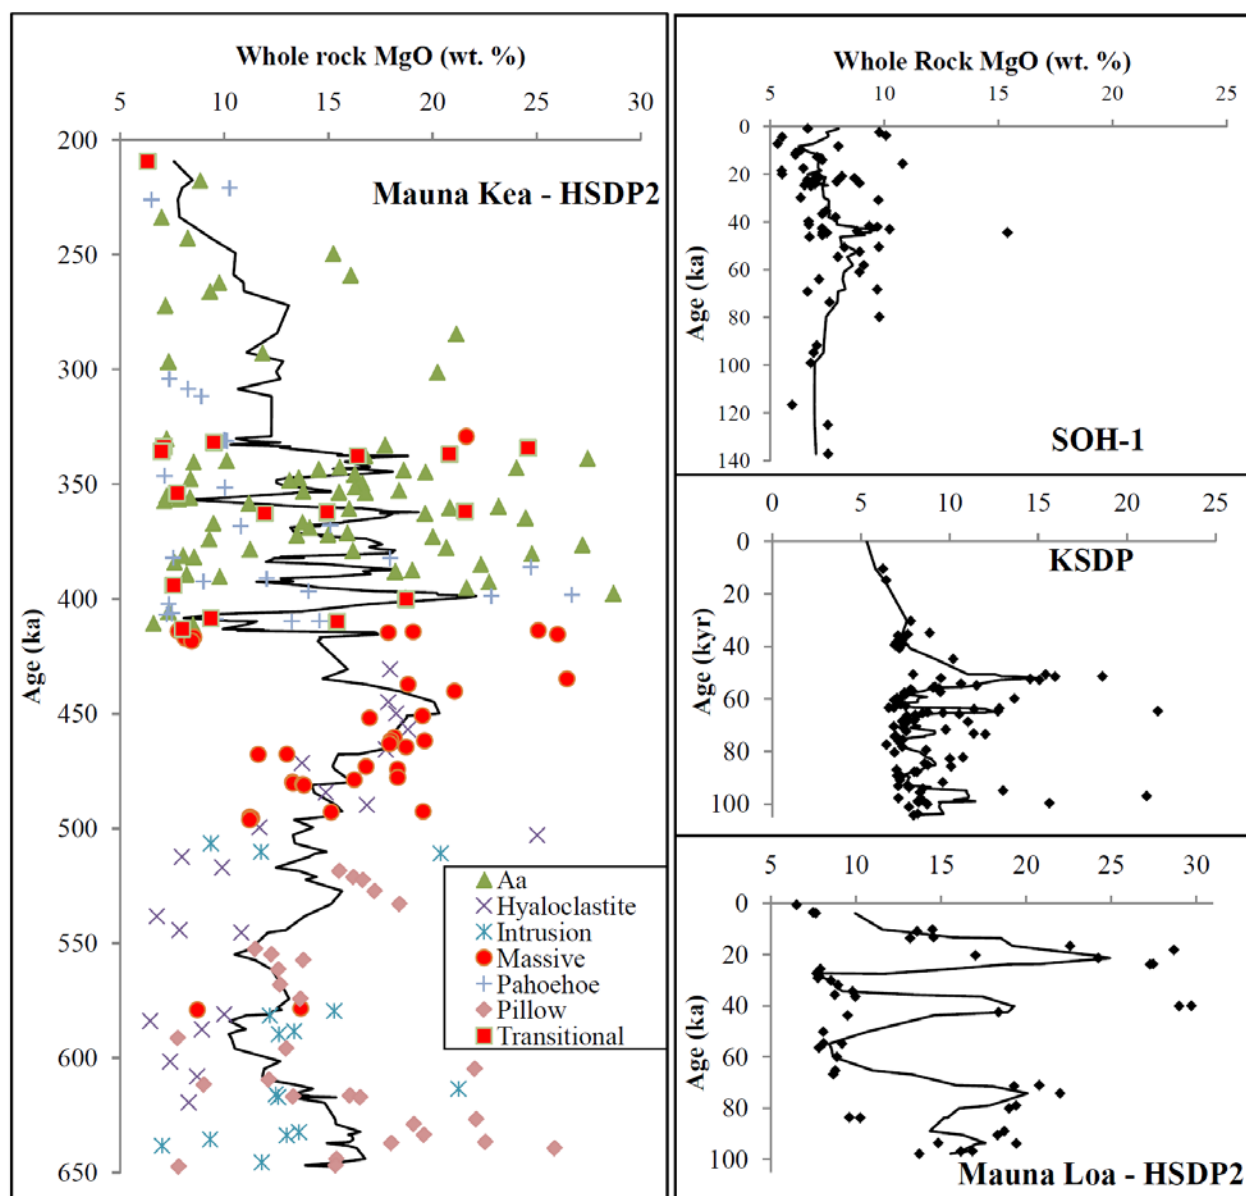 Whole rock MgO (wt. %)
5 10 15 20 25 30
200
250
300
350
400
450
500
550
600
650
Age (ka)
Mauna Kea - HSDP2
Aa
Hyaloclastite
Intrusion
Massive
Pahoehoe
Pillow
Transitional
Whole Rock MgO (wt. %)
5 10 15 20 25
0
20
40
60
80
100
120
140
Age (ka)
SOH-1
0 5 10 15 20 25
0
20
40
60
80
100
Age (kyr)
KSDP
5 10 15 20 25 30
0
20
40
60
80
100
Age (ka)
Mauna Loa - HSDP2